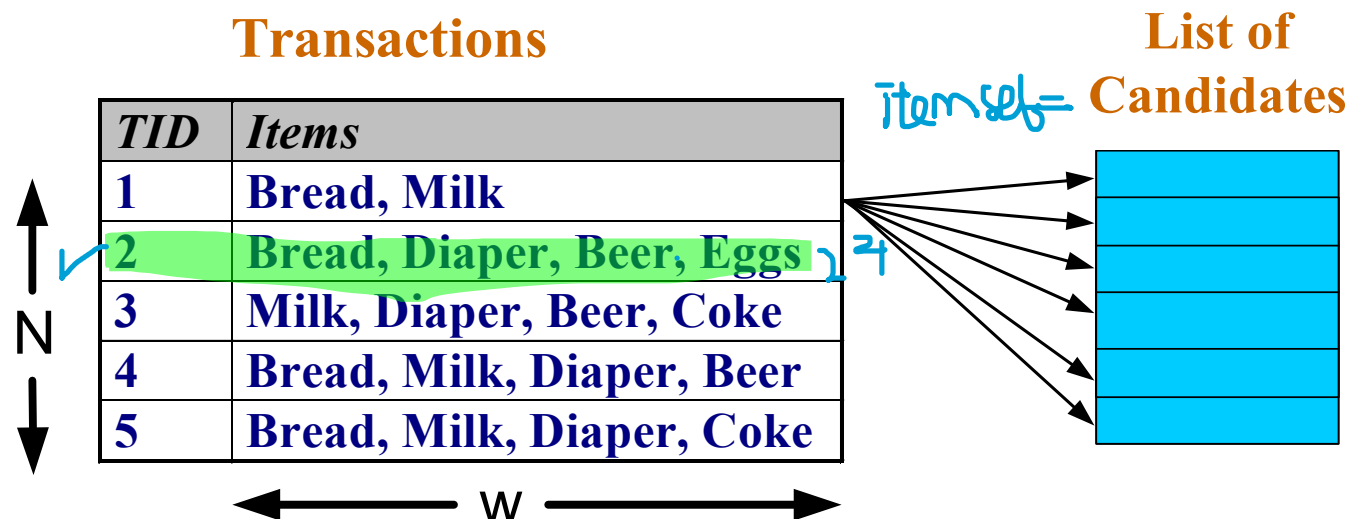 Transactions
List of
Candidates
itemset=
TID Items
1 Bread, Milk
2 Bread, Diaper, Beer, Eggs
3 Milk, Diaper, Beer, Coke
4 Bread, Milk, Diaper, Beer
5 Bread, Milk, Diaper, Coke
N
w